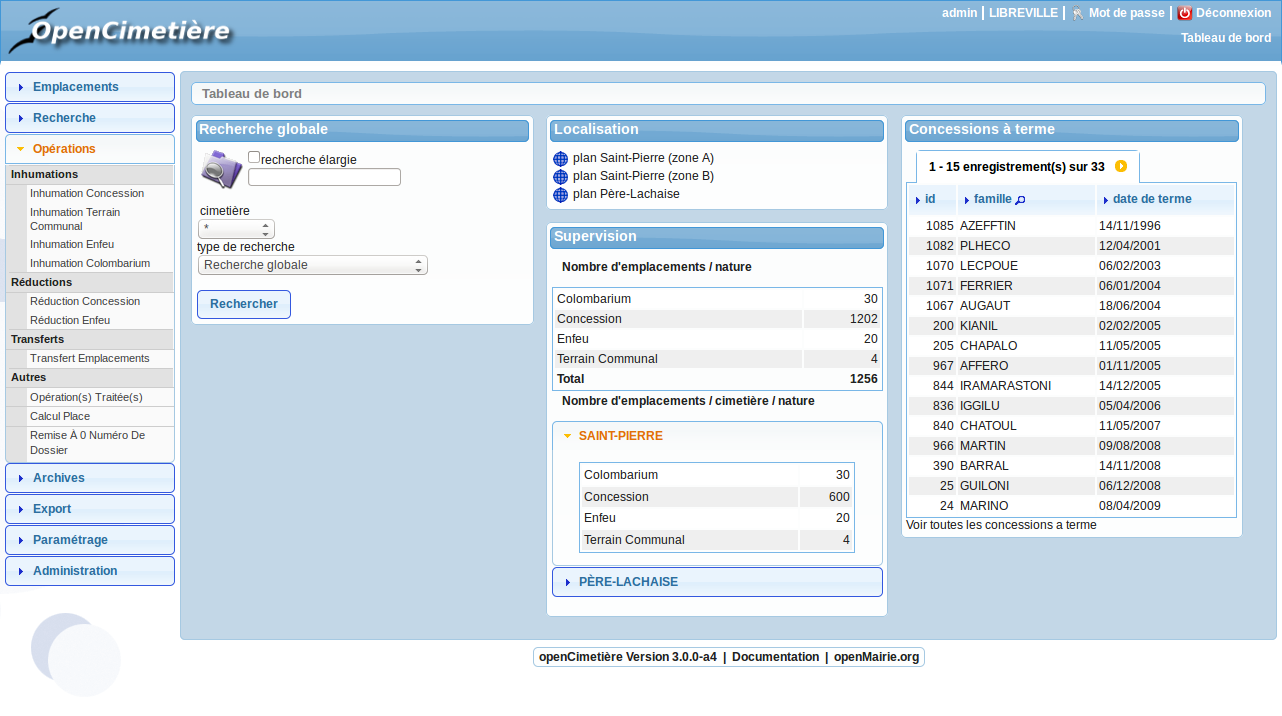 OpenCimetière
admin | LIBREVILLE | Mot de passe | Déconnexion
Tableau de bord
Emplacements
Recherche
Opérations
Inhumations
Inhumation Concession
Inhumation Terrain
Communal
Inhumation Enfeu
Inhumation Colombarium
Réductions
Réduction Concession
Réduction Enfeu
Transferts
Transfert Emplacements
Autres
Opération(s) Traitée(s)
Calcul Place
Remise À 0 Numéro De
Dossier
Archives
Export
Paramétrage
Administration
Tableau de bord
Recherche globale
recherche élargie
cimetière
*
type de recherche
Recherche globale
Rechercher
Localisation
plan Saint-Pierre (zone A)
plan Saint-Pierre (zone B)
plan Père-Lachaise
Supervision
Nombre d'emplacements / nature
Colombarium 30
Concession 1202
Enfeu 20
Terrain Communal 4
Total 1256
Nombre d'emplacements / cimetière / nature
SAINT-PIERRE
Colombarium 30
Concession 600
Enfeu 20
Terrain Communal 4
PÈRE-LACHAISE
Concessions à terme
1 - 15 enregistrement(s) sur 33
id famille date de terme
1085 AZEFFTIN 14/11/1996
1082 PLHECO 12/04/2001
1070 LECPOUE 06/02/2003
1071 FERRIER 06/01/2004
1067 AUGAUT 18/06/2004
200 KIANIL 02/02/2005
205 CHAPALO 11/05/2005
967 AFFERO 01/11/2005
844 IRAMARASTONI 14/12/2005
836 IGGILU 05/04/2006
840 CHATOUL 11/05/2007
966 MARTIN 09/08/2008
390 BARRAL 14/11/2008
25 GUILONI 06/12/2008
24 MARINO 08/04/2009
Voir toutes les concessions a terme
openCimetière Version 3.0.0-a4 | Documentation | openMairie.org